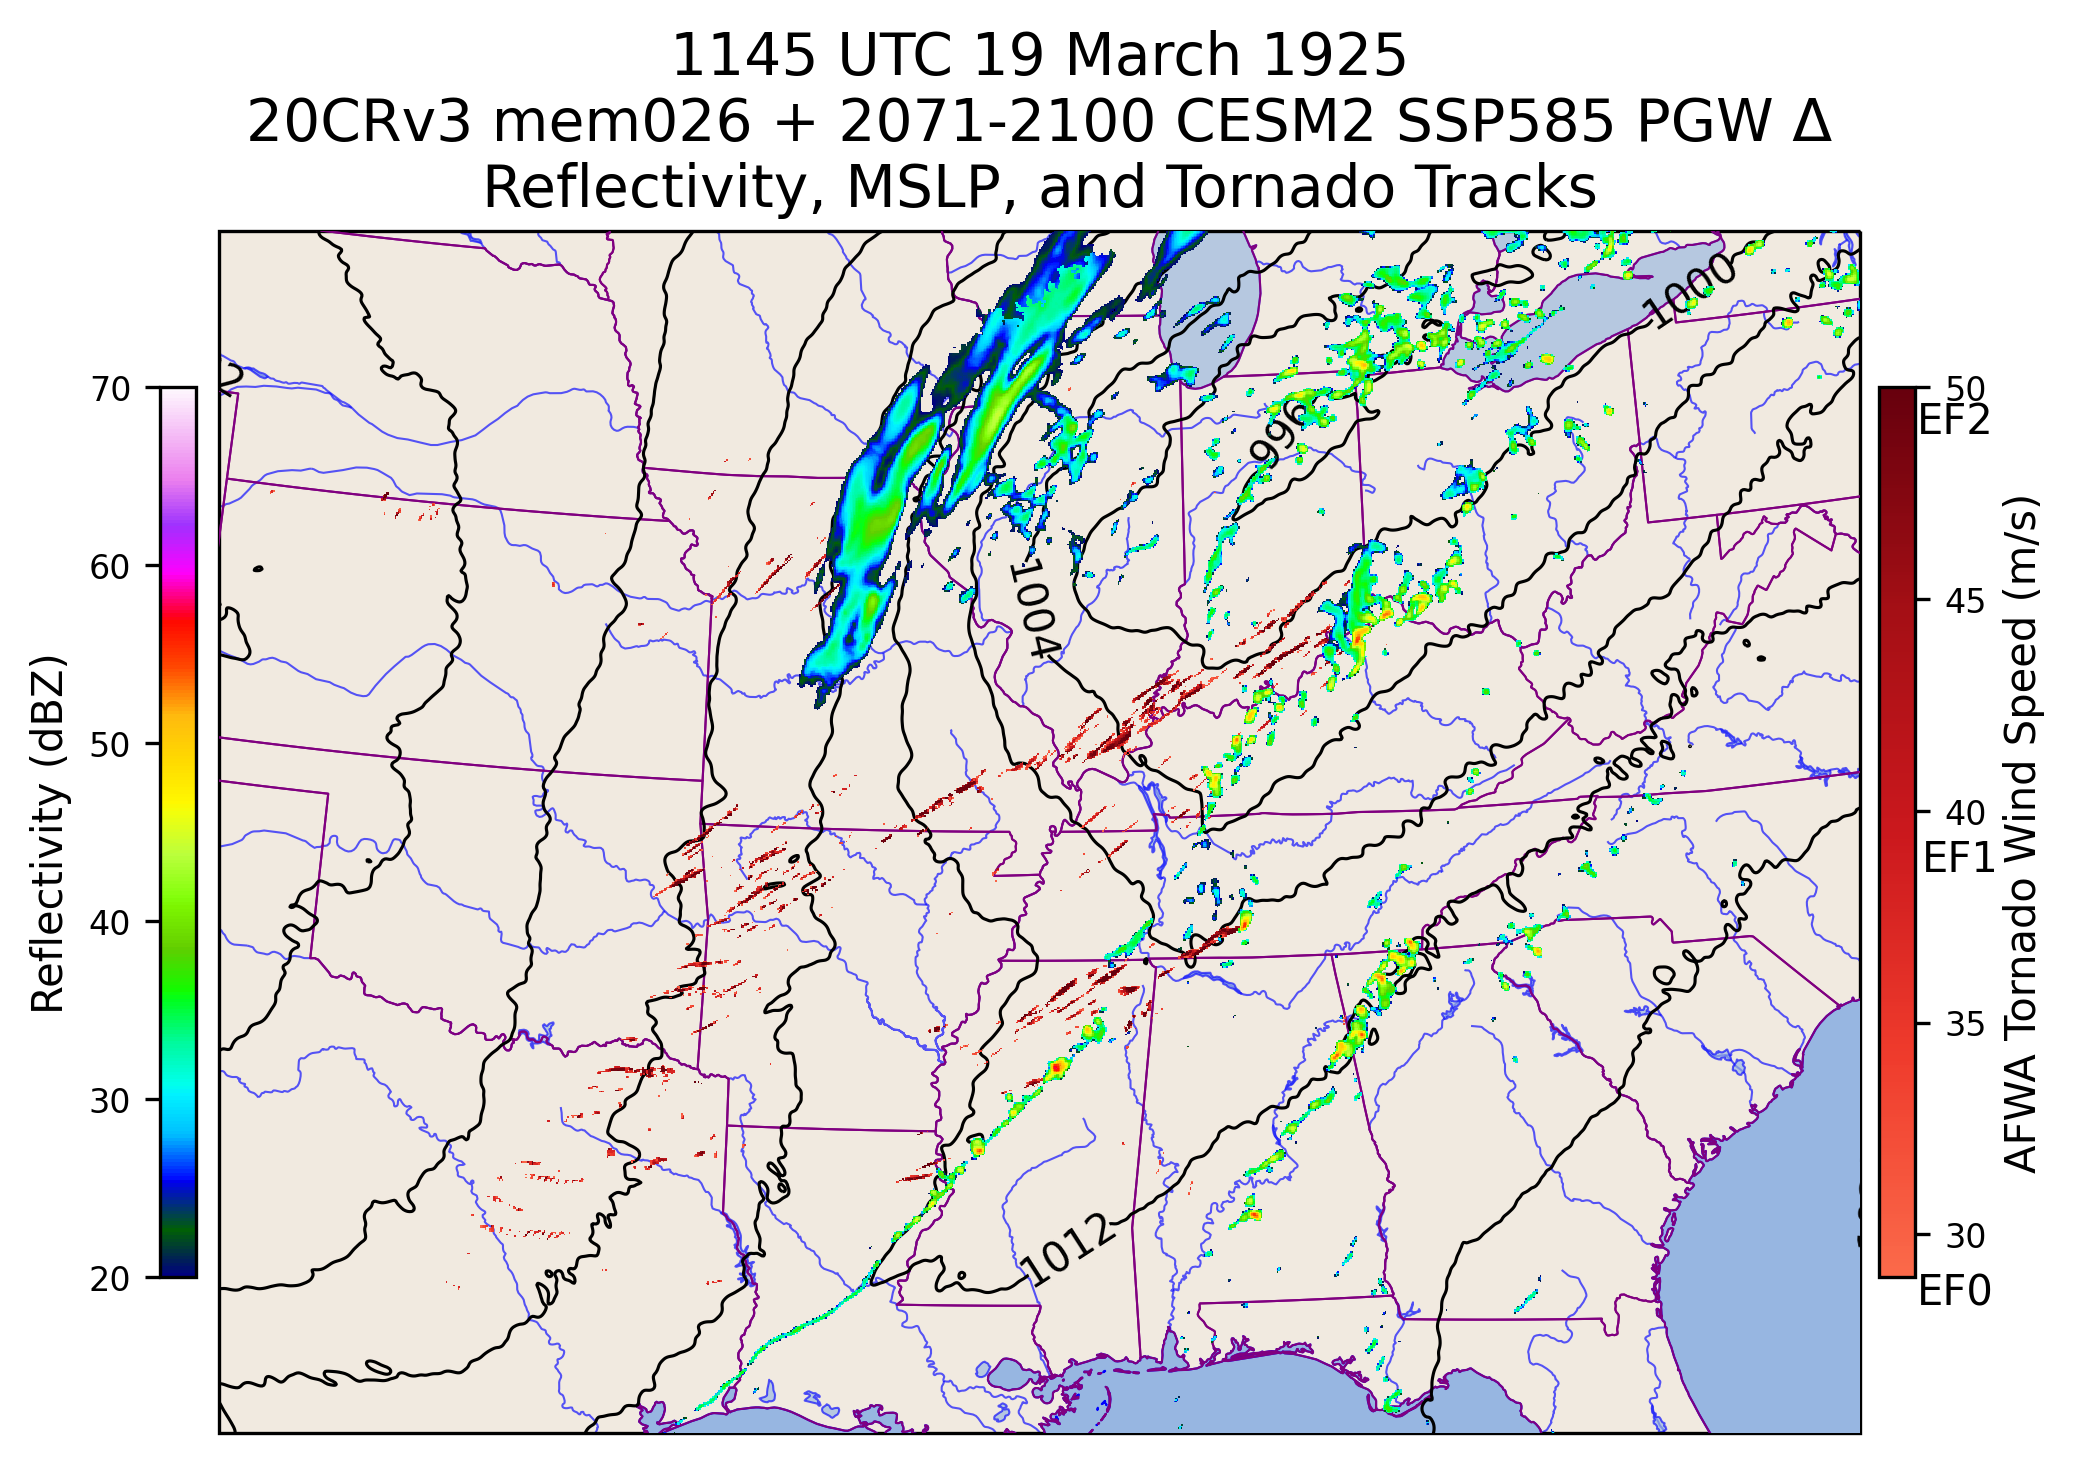 1145 UTC 19 March 1925
20CRv3 mem026 + 2071-2100 CESM2 SSP585 PGW Δ
Reflectivity, MSLP, and Tornado Tracks
70
60
50
40
30
20
Reflectivity (dBZ)
1000
996
1004
1012
50
EF2
45
40
EF1
35
30
EF0
AFWA Tornado Wind Speed (m/s)